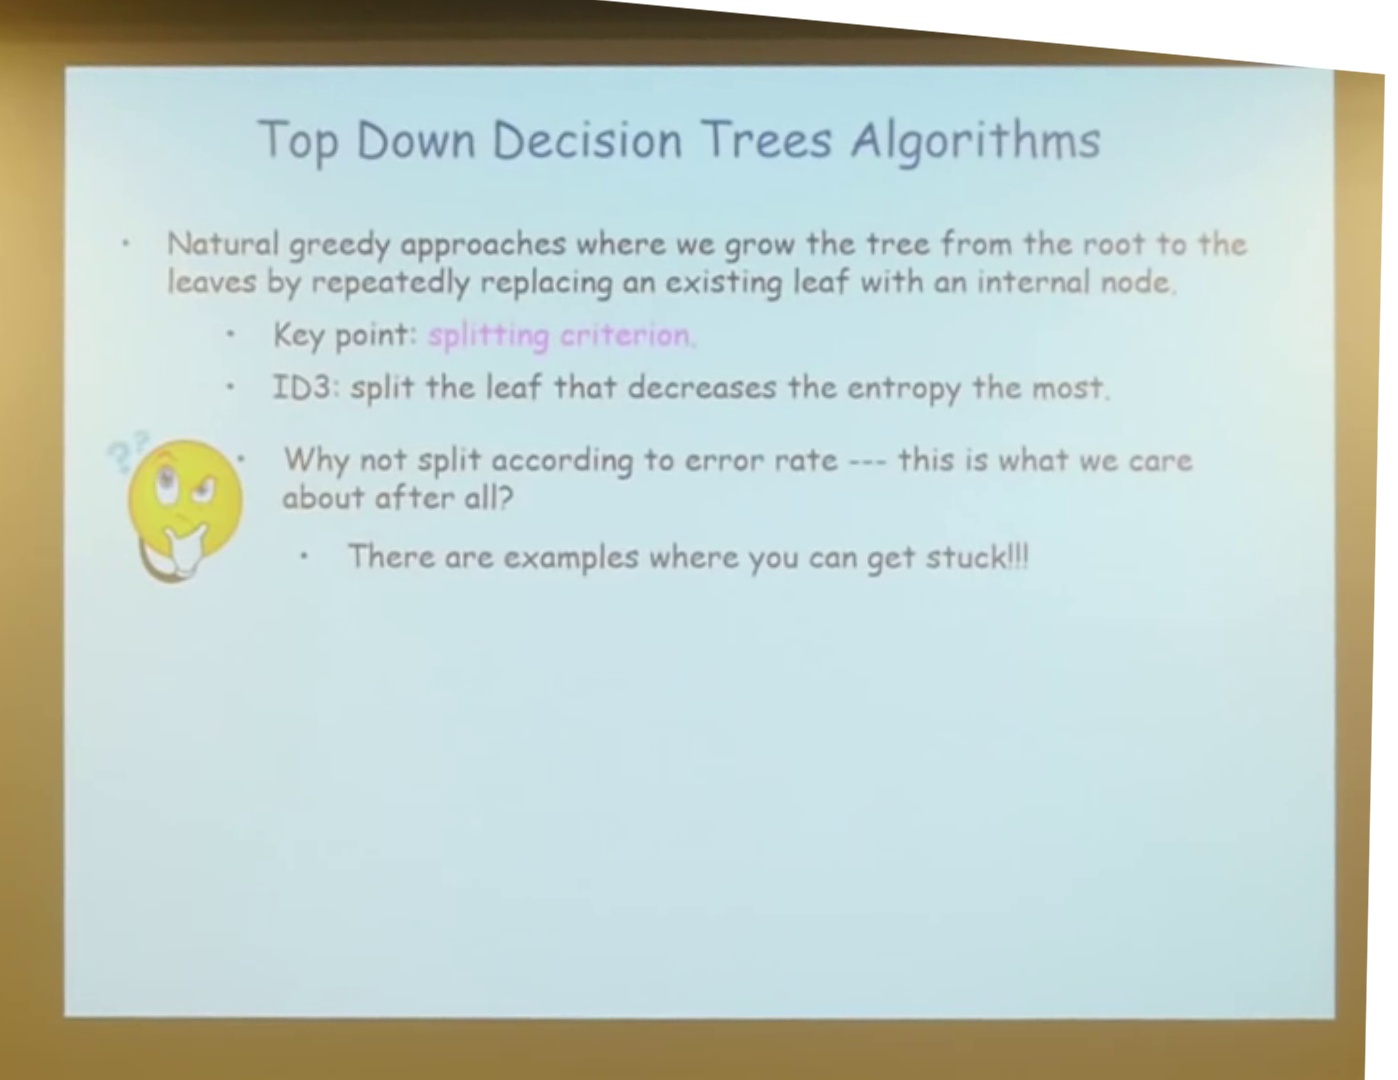 Top Down Decision Trees Algorithms
• Natural greedy approaches where we grow the tree from the root to the
leaves by repeatedly replacing an existing leaf with an internal node.
• Key point: splitting criterion.
• ID3: split the leaf that decreases the entropy the most.
??
• Why not split according to error rate --- this is what we care
about after all?
• There are examples where you can get stuck!!!